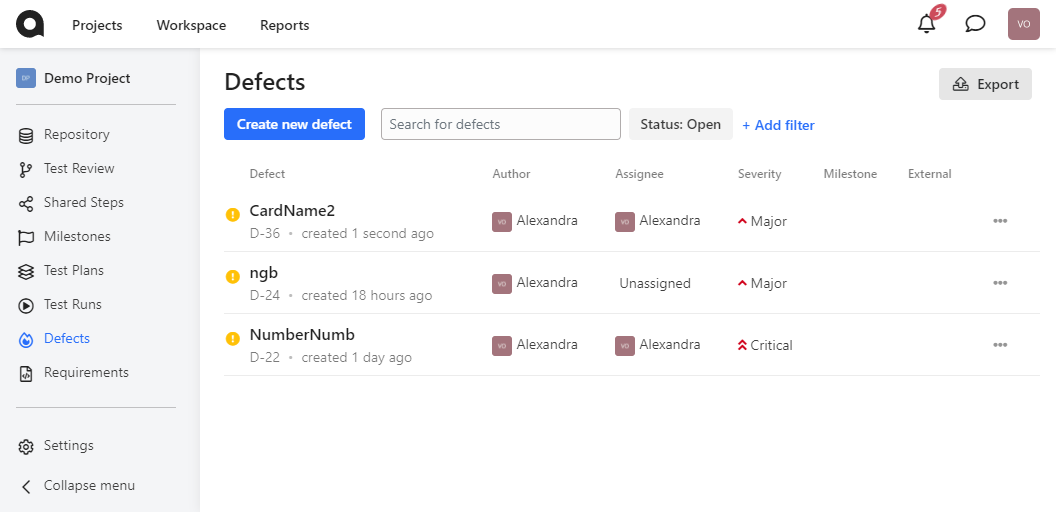 Projects Workspace Reports 5 VO
DP Demo Project
Repository
Test Review
Shared Steps
Milestones
Test Plans
Test Runs
Defects
Requirements
Settings
Collapse menu
Defects
Export
Create new defect Search for defects Status: Open + Add filter
Defect Author Assignee Severity Milestone External
CardName2
D-36 • created 1 second ago
VO Alexandra VO Alexandra Major •••
ngb
D-24 • created 18 hours ago
VO Alexandra Unassigned Major •••
NumberNumb
D-22 • created 1 day ago
VO Alexandra VO Alexandra Critical •••